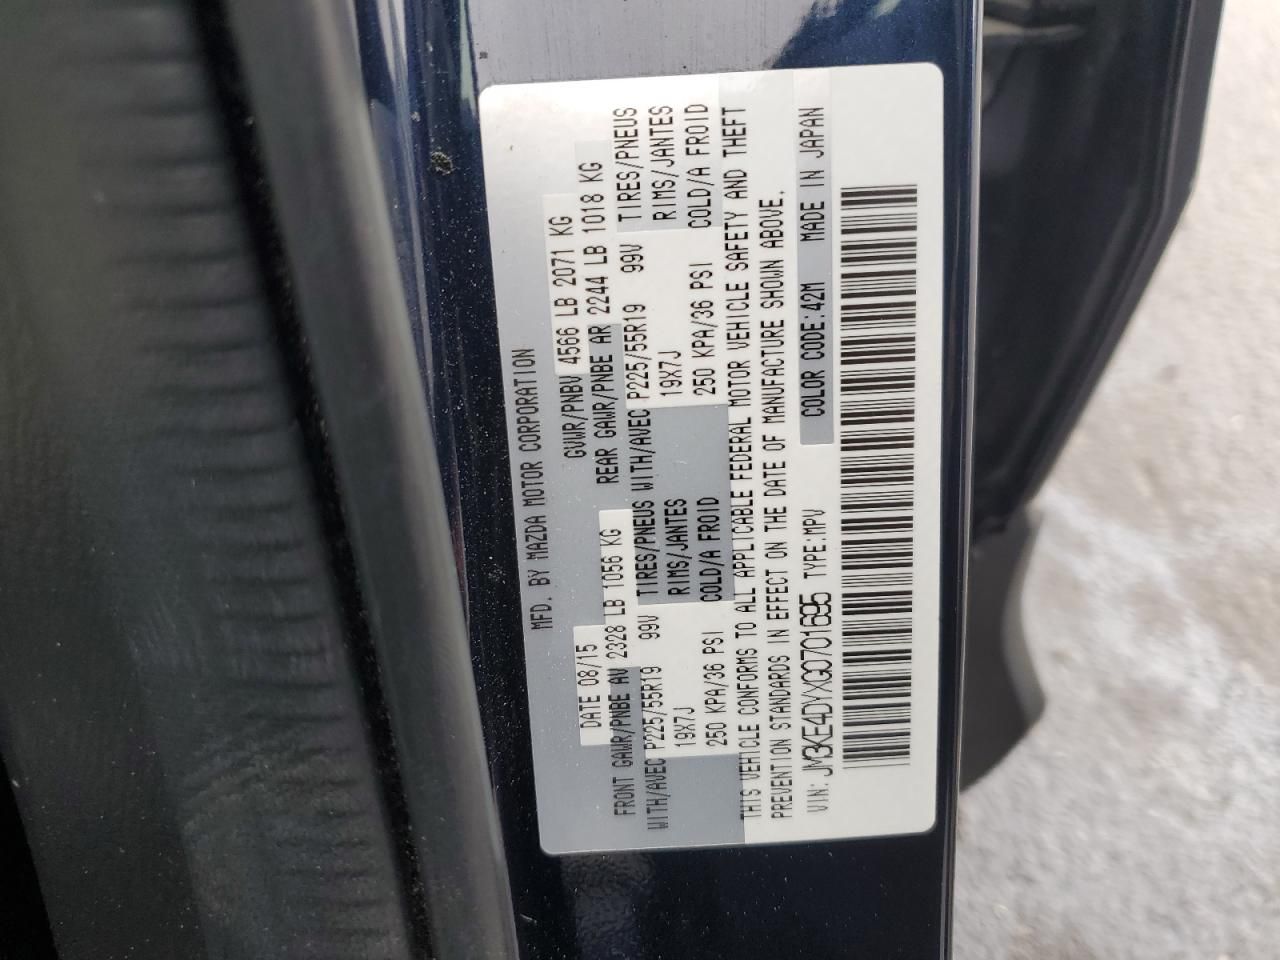 MFD. BY MAZDA MOTOR CORPORATION
DATE 08/15 GVWR/PNBV 4566 LB 2071 KG
FRONT GAWR/PNBE AV 2328 LB 1056 KG REAR GAWR/PNBE AR 2244 LB 1018 KG
WITH/AVEC P225/55R19 99V TIRES/PNEUS WITH/AVEC P225/55R19 99V TIRES/PNEUS
19X7J RIMS/JANTES 19X7J RIMS/JANTES
250 KPA/36 PSI COLD/A FROID 250 KPA/36 PSI COLD/A FROID
THIS VEHICLE CONFORMS TO ALL APPLICABLE FEDERAL MOTOR VEHICLE SAFETY AND THEFT
PREVENTION STANDARDS IN EFFECT ON THE DATE OF MANUFACTURE SHOWN ABOVE.
VIN: JM3KE4DYXG0701695 TYPE:MPV COLOR CODE:42M MADE IN JAPAN